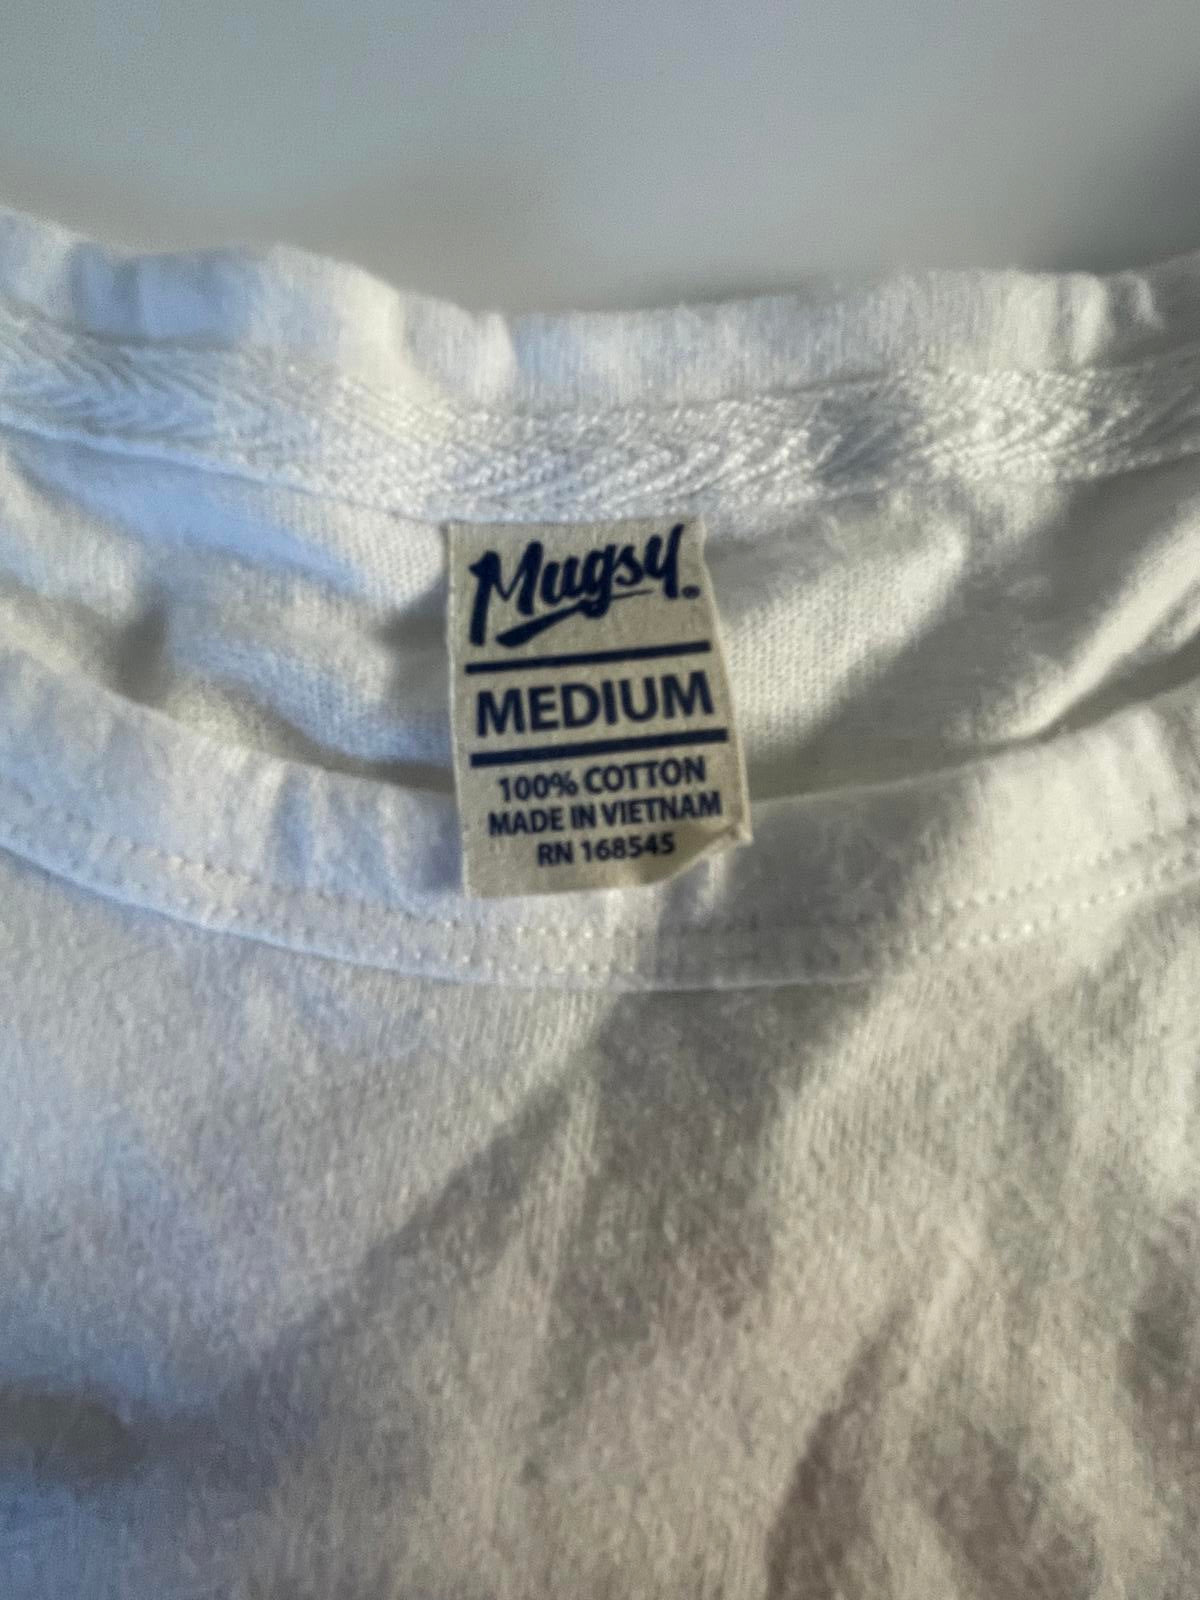 Mugsy®
MEDIUM
100% COTTON
MADE IN VIETNAM
RN 168545